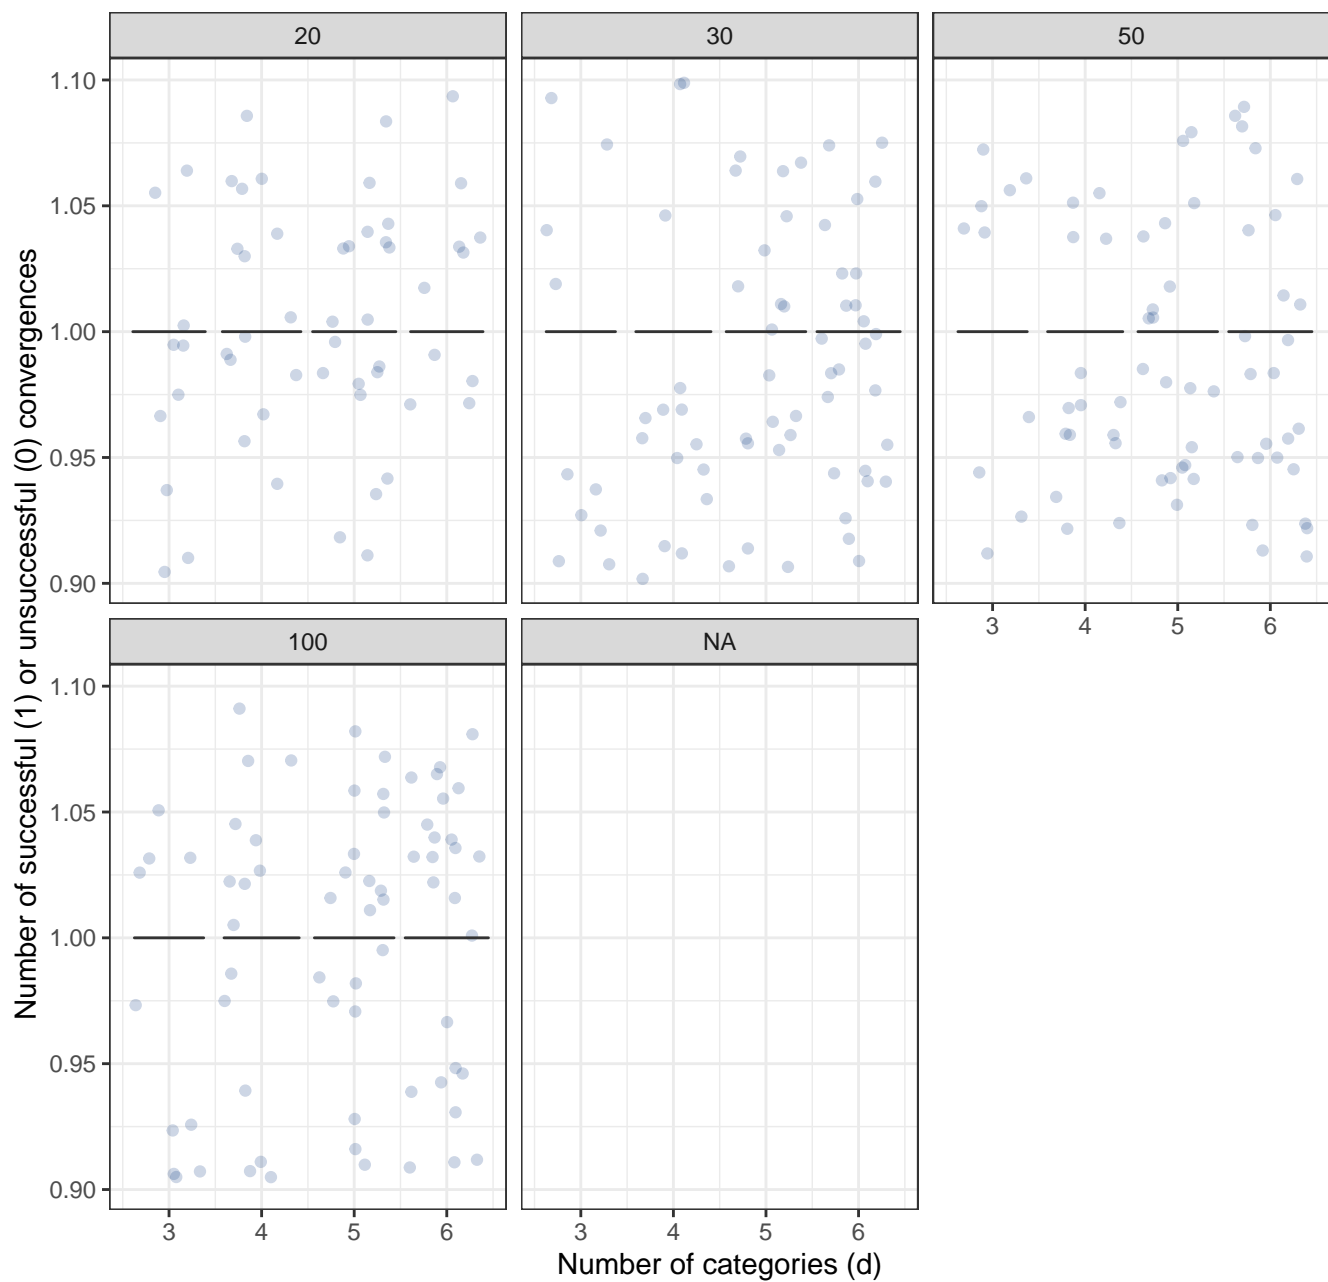 20
30
50
1.10
1.05
1.00
0.95
0.90
3 4 5 6
100
NA
1.10
1.05
1.00
0.95
0.90
3 4 5 6
3 4 5 6
Number of categories (d)
Number of successful (1) or unsuccessful (0) convergences